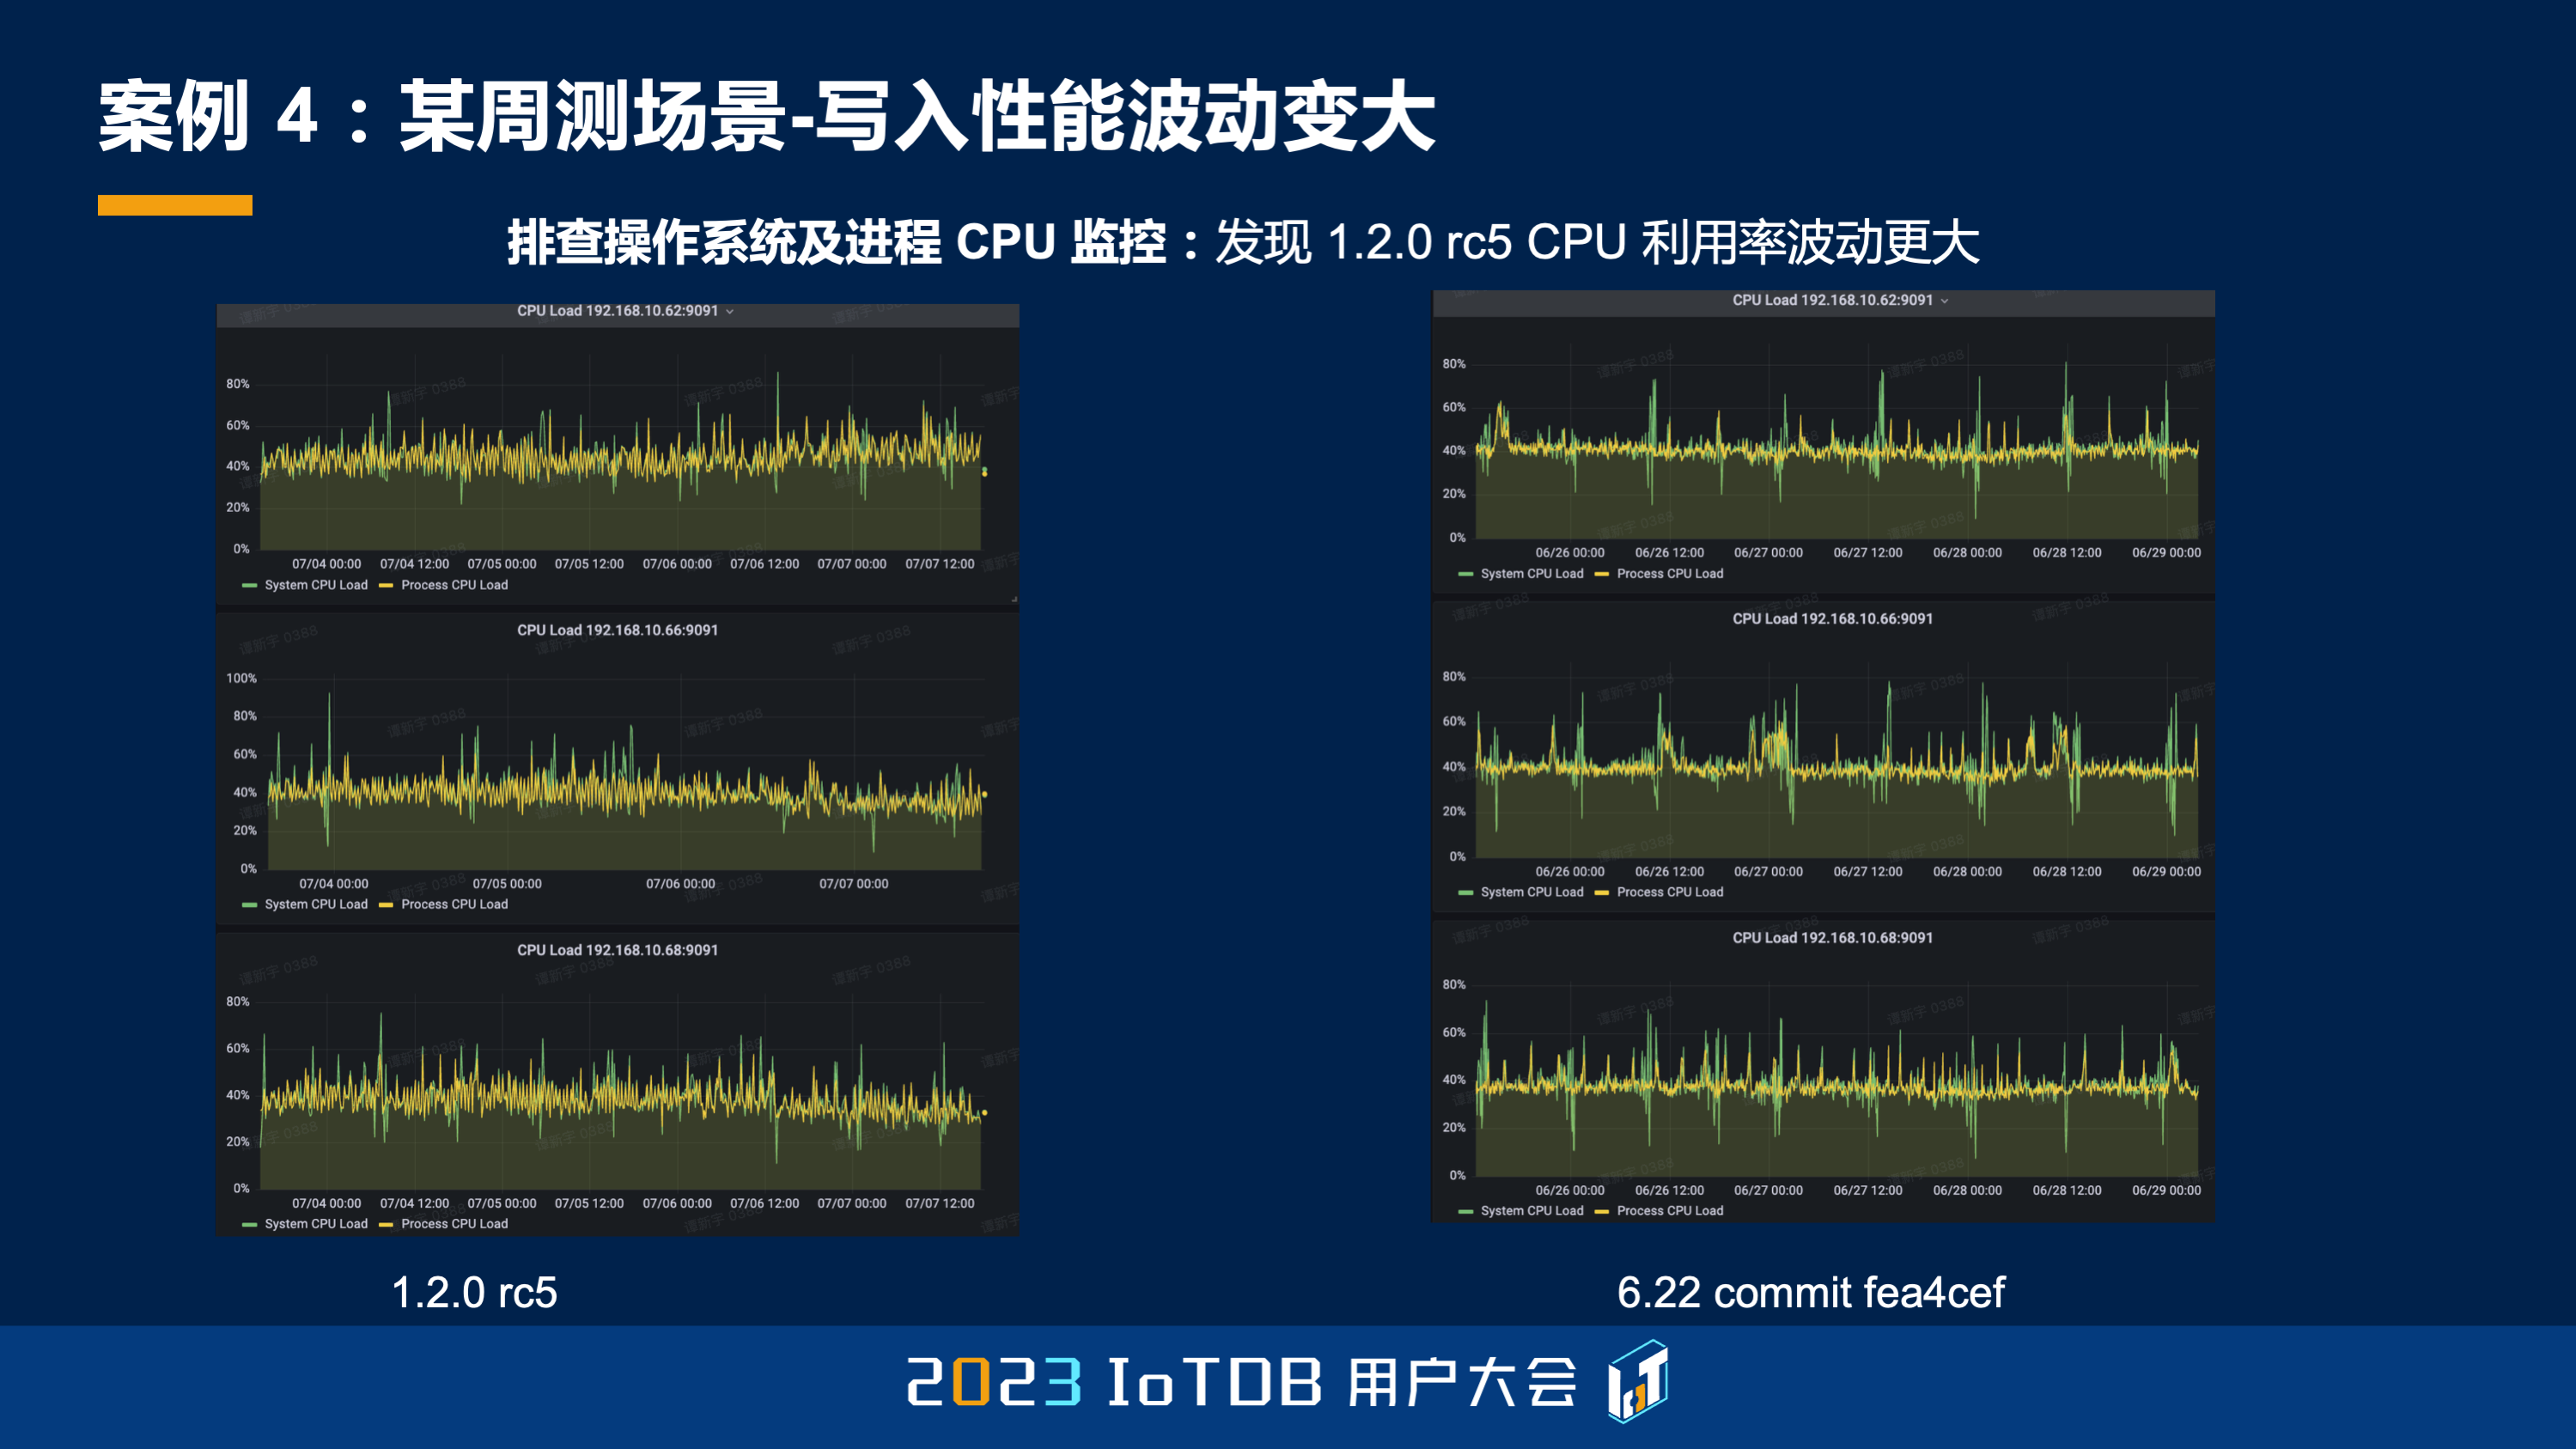 案例 4：某周测场景-写入性能波动变大
排查操作系统及进程 CPU 监控：发现 1.2.0 rc5 CPU 利用率波动更大
CPU Load 192.168.10.62:9091
80%
60%
40%
20%
0%
07/04 00:00 07/04 12:00 07/05 00:00 07/05 12:00 07/06 00:00 07/06 12:00 07/07 00:00 07/07 12:00
System CPU Load Process CPU Load
CPU Load 192.168.10.66:9091
100%
80%
60%
40%
20%
0%
07/04 00:00 07/05 00:00 07/06 00:00 07/07 00:00
System CPU Load Process CPU Load
CPU Load 192.168.10.68:9091
80%
60%
40%
20%
0%
07/04 00:00 07/04 12:00 07/05 00:00 07/05 12:00 07/06 00:00 07/06 12:00 07/07 00:00 07/07 12:00
System CPU Load Process CPU Load
1.2.0 rc5
CPU Load 192.168.10.62:9091
80%
60%
40%
20%
0%
06/26 00:00 06/26 12:00 06/27 00:00 06/27 12:00 06/28 00:00 06/28 12:00 06/29 00:00
System CPU Load Process CPU Load
CPU Load 192.168.10.66:9091
80%
60%
40%
20%
0%
06/26 00:00 06/26 12:00 06/27 00:00 06/27 12:00 06/28 00:00 06/28 12:00 06/29 00:00
System CPU Load Process CPU Load
CPU Load 192.168.10.68:9091
80%
60%
40%
20%
0%
06/26 00:00 06/26 12:00 06/27 00:00 06/27 12:00 06/28 00:00 06/28 12:00 06/29 00:00
System CPU Load Process CPU Load
6.22 commit fea4cef
谭新宇 0388
2023 IoTDB 用户大会